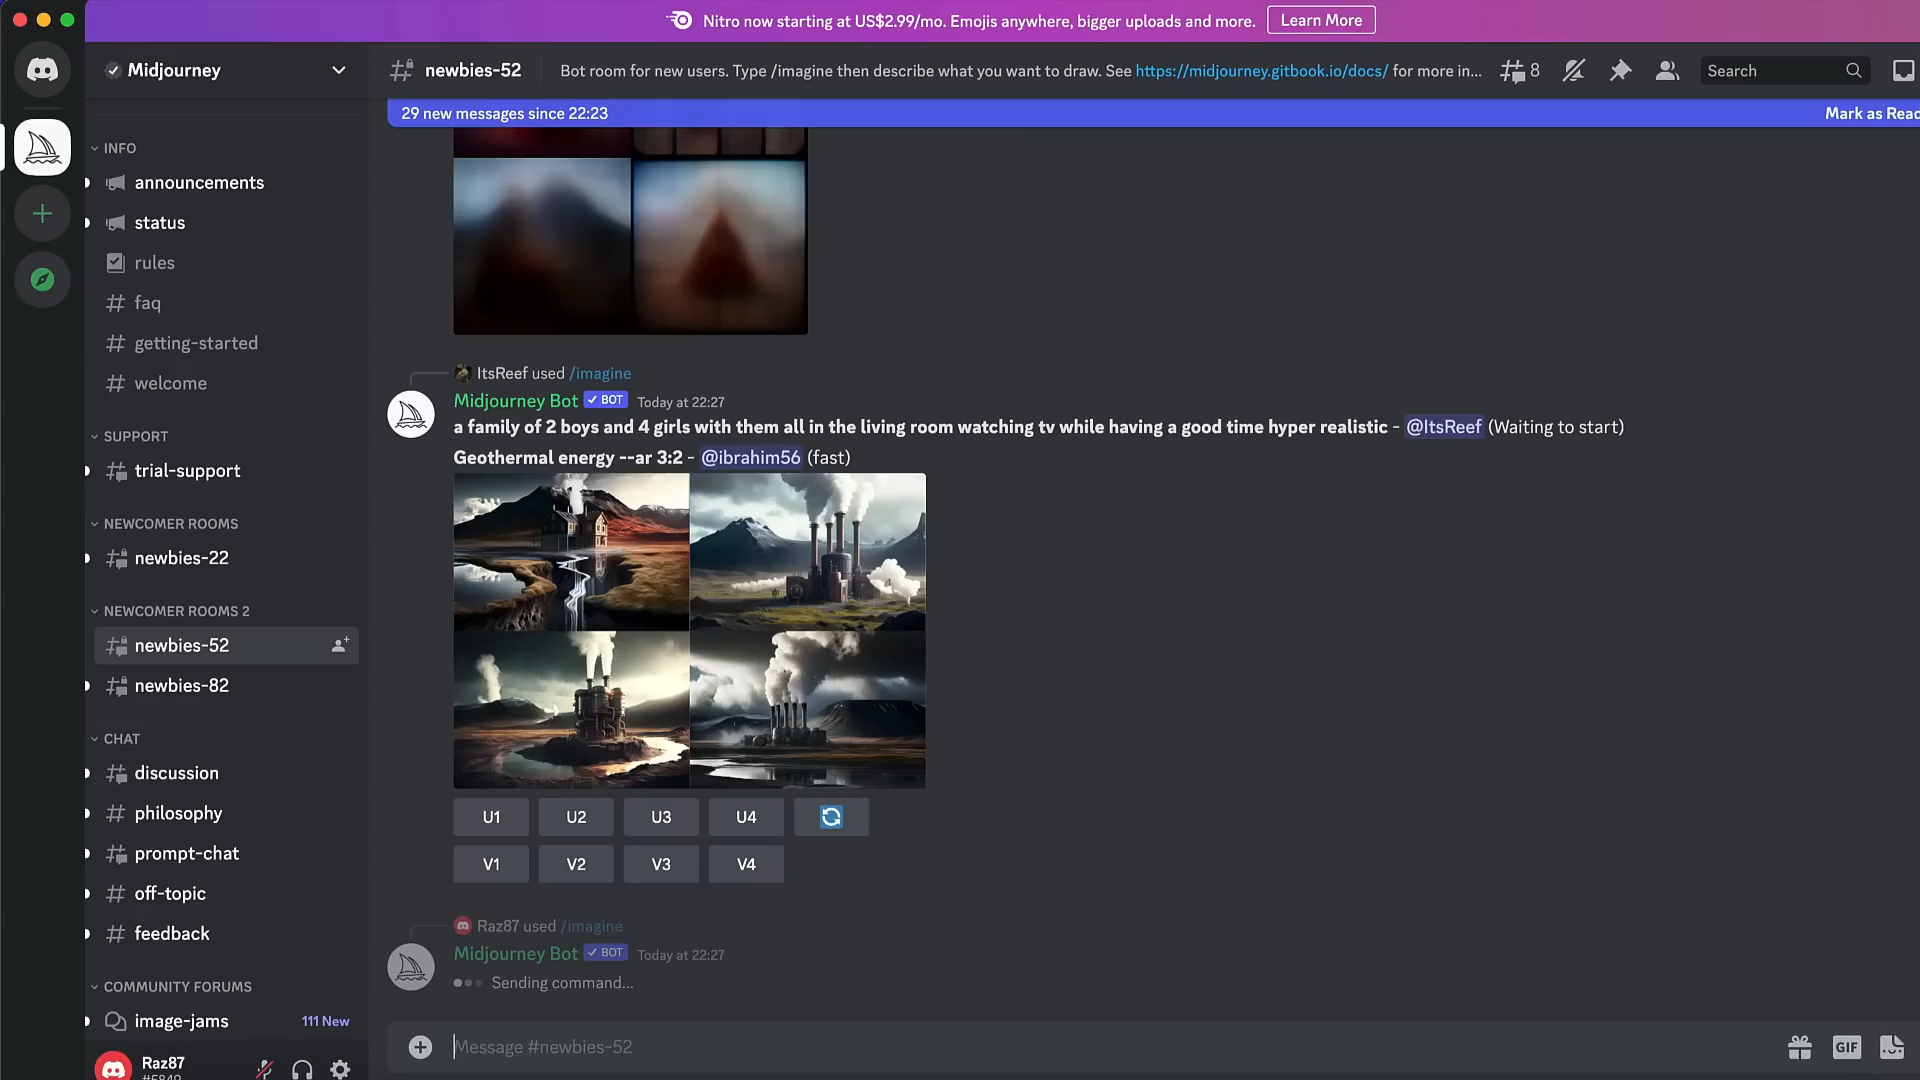 Nitro now starting at US$2.99/mo. Emojis anywhere, bigger uploads and more. Learn More
Midjourney
newbies-52
Bot room for new users. Type /imagine then describe what you want to draw. See https://midjourney.gitbook.io/docs/ for more in...
8
Search
29 new messages since 22:23
Mark as Read
INFO
announcements
status
rules
faq
getting-started
welcome
SUPPORT
trial-support
NEWCOMER ROOMS
newbies-22
NEWCOMER ROOMS 2
newbies-52
newbies-82
CHAT
discussion
philosophy
prompt-chat
off-topic
feedback
COMMUNITY FORUMS
image-jams 111 New
Raz87
ItsReef used /imagine
Midjourney Bot BOT Today at 22:27
a family of 2 boys and 4 girls with them all in the living room watching tv while having a good time hyper realistic - @ItsReef (Waiting to start)
Geothermal energy --ar 3:2 - @ibrahim56 (fast)
U1 U2 U3 U4
V1 V2 V3 V4
Raz87 used /imagine
Midjourney Bot BOT Today at 22:27
Sending command...
Message #newbies-52
GIF